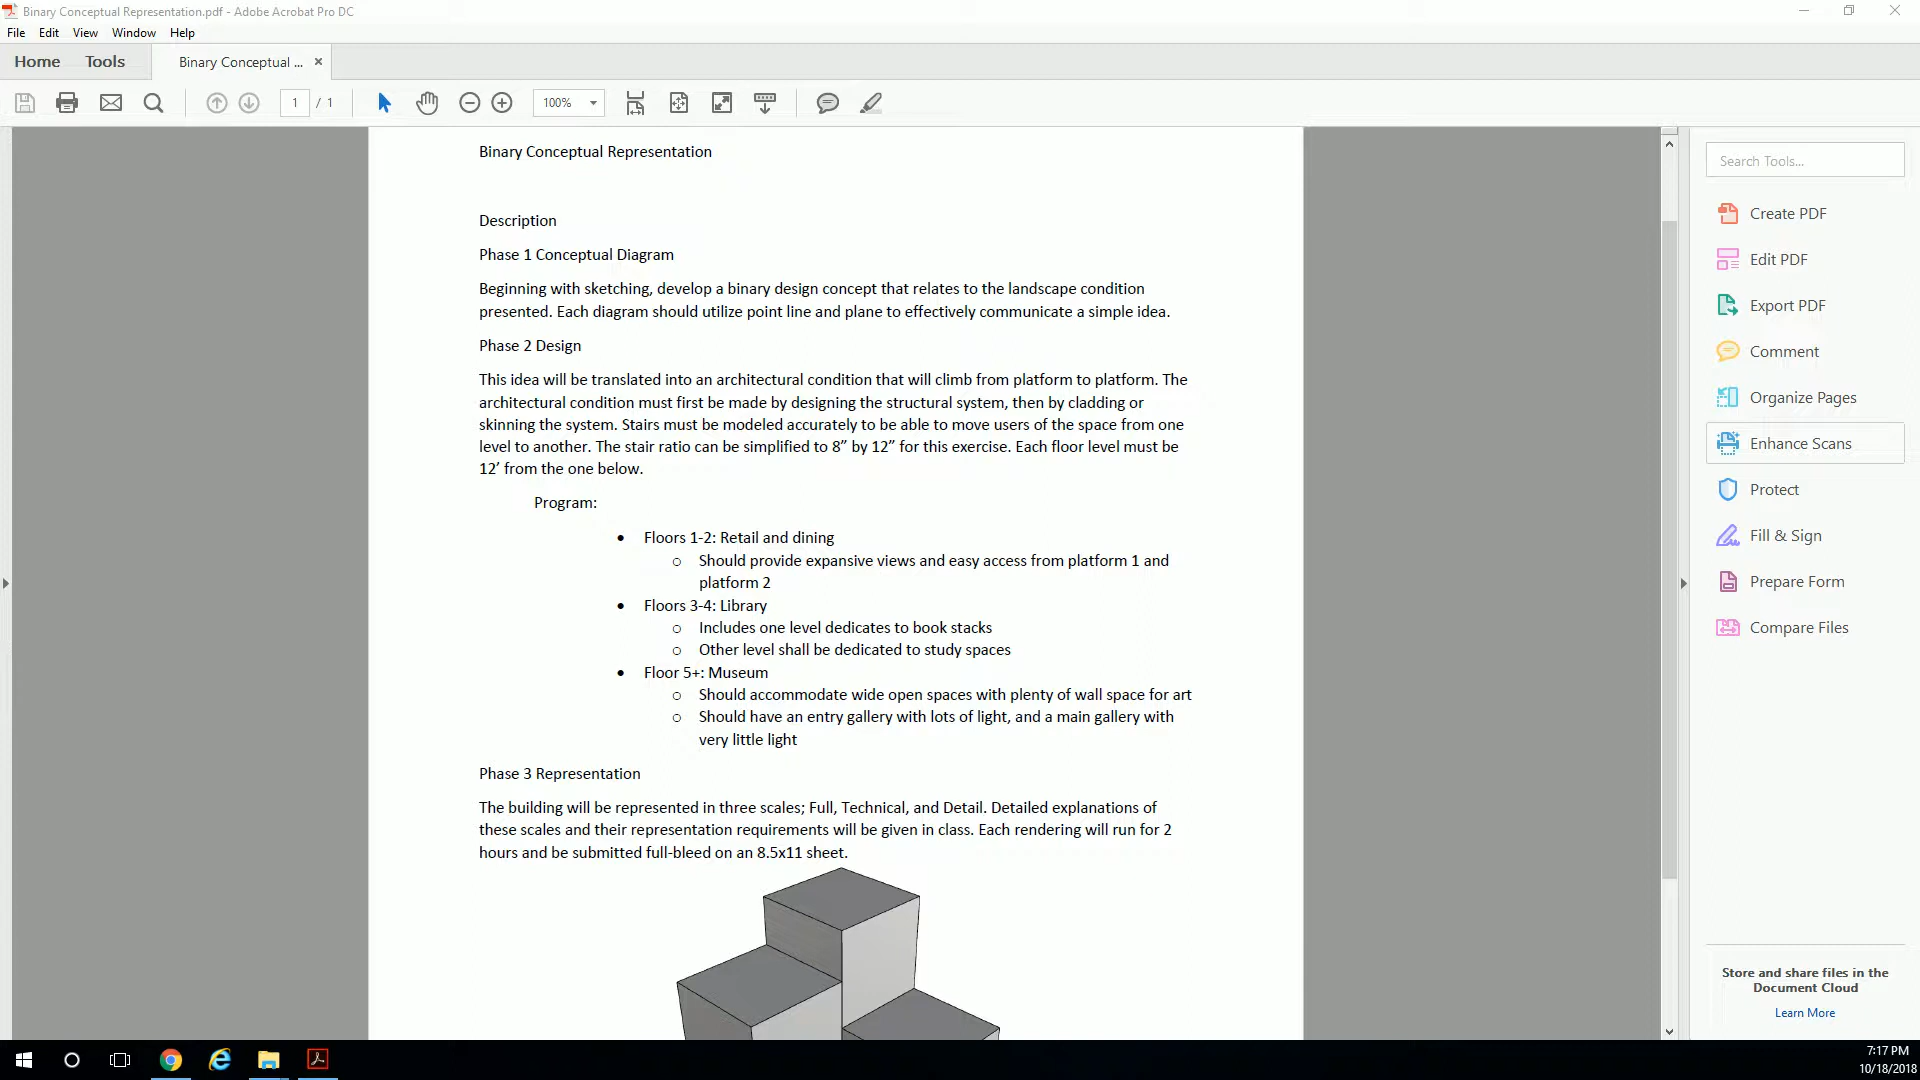 Binary Conceptual Representation.pdf - Adobe Acrobat Pro DC
File Edit View Window Help
Home Tools Binary Conceptual ... ×
1 / 1 100%
Binary Conceptual Representation
Description
Phase 1 Conceptual Diagram
Beginning with sketching, develop a binary design concept that relates to the landscape condition
presented. Each diagram should utilize point line and plane to effectively communicate a simple idea.
Phase 2 Design
This idea will be translated into an architectural condition that will climb from platform to platform. The
architectural condition must first be made by designing the structural system, then by cladding or
skinning the system. Stairs must be modeled accurately to be able to move users of the space from one
level to another. The stair ratio can be simplified to 8” by 12” for this exercise. Each floor level must be
12’ from the one below.
Program:
• Floors 1-2: Retail and dining
o Should provide expansive views and easy access from platform 1 and
platform 2
• Floors 3-4: Library
o Includes one level dedicates to book stacks
o Other level shall be dedicated to study spaces
• Floor 5+: Museum
o Should accommodate wide open spaces with plenty of wall space for art
o Should have an entry gallery with lots of light, and a main gallery with
very little light
Phase 3 Representation
The building will be represented in three scales; Full, Technical, and Detail. Detailed explanations of
these scales and their representation requirements will be given in class. Each rendering will run for 2
hours and be submitted full-bleed on an 8.5x11 sheet.
Search Tools...
Create PDF
Edit PDF
Export PDF
Comment
Organize Pages
Enhance Scans
Protect
Fill & Sign
Prepare Form
Compare Files
Store and share files in the
Document Cloud
Learn More
7:17 PM
10/18/2018